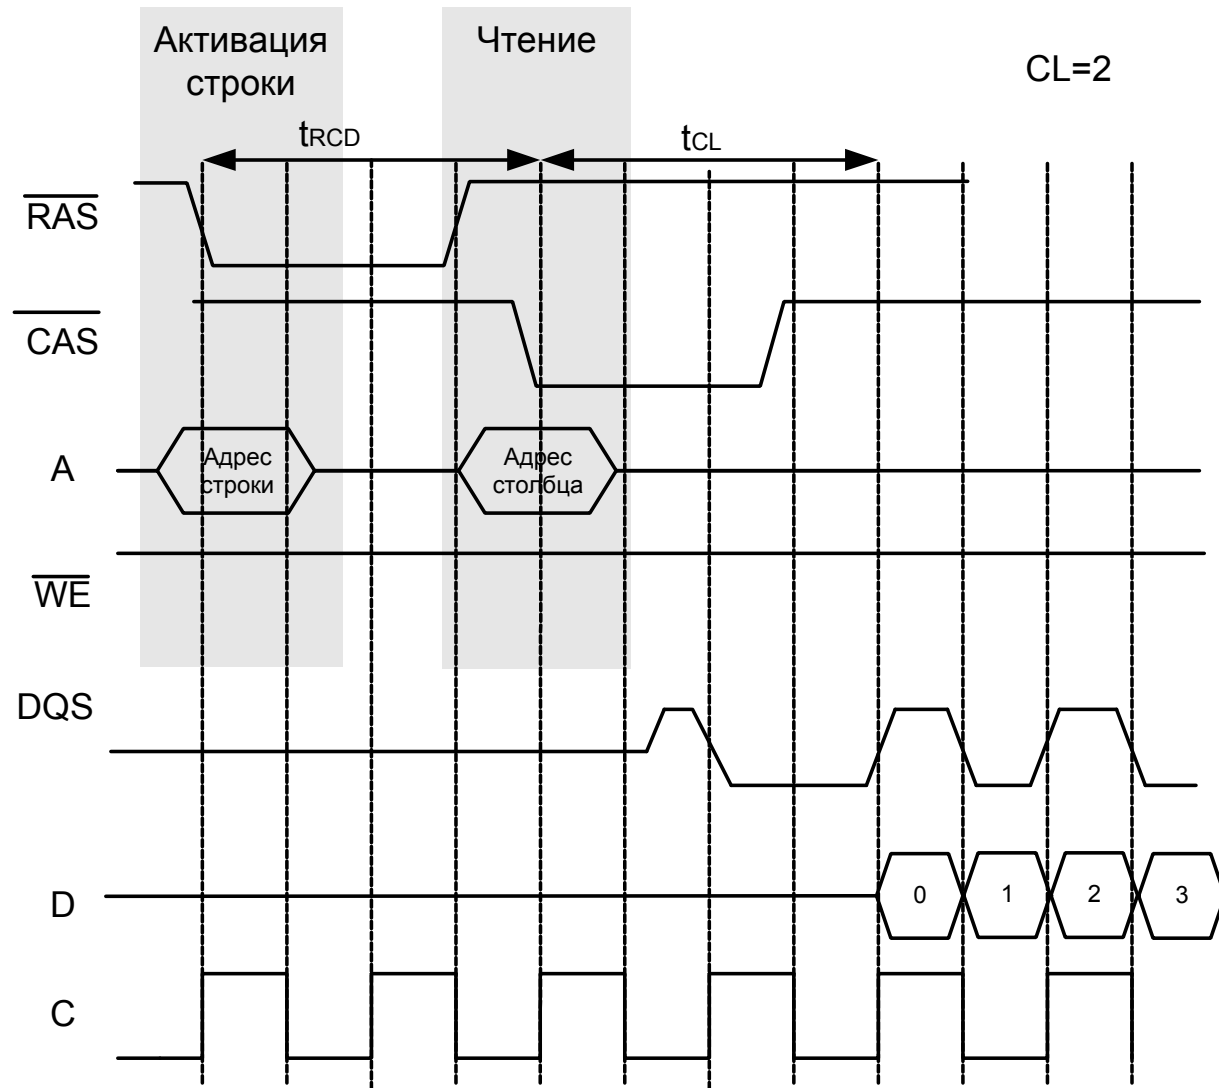 Активация
строки
Чтение
CL=2
tRCD
tCL
RAS
CAS
A
Адрес
строки
Адрес
столбца
WE
DQS
D
0
1
2
3
C